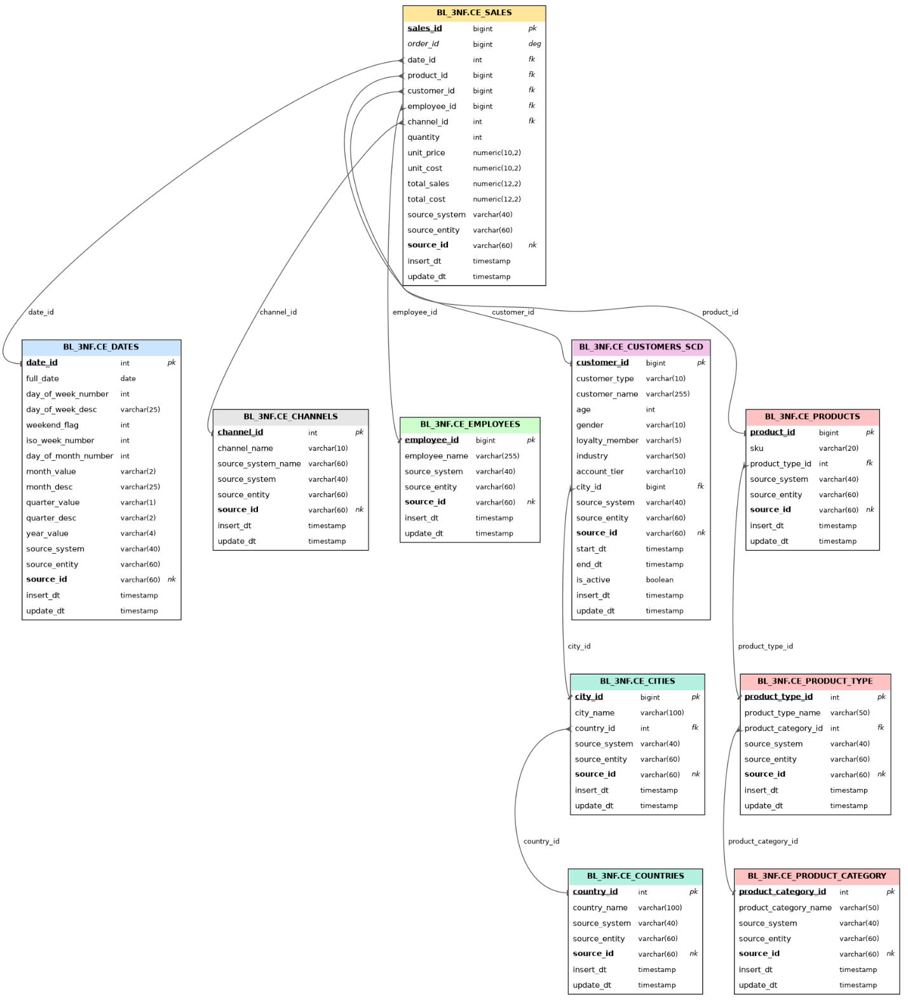 BL_3NF.CE_SALES
sales_id bigint pk
order_id bigint deg
date_id int fk
product_id bigint fk
customer_id bigint fk
employee_id bigint fk
channel_id int fk
quantity int
unit_price numeric(10,2)
unit_cost numeric(10,2)
total_sales numeric(12,2)
total_cost numeric(12,2)
source_system varchar(40)
source_entity varchar(60)
source_id varchar(60) nk
insert_dt timestamp
update_dt timestamp
date_id
channel_id
employee_id
customer_id
product_id
BL_3NF.CE_DATES
date_id int pk
full_date date
day_of_week_number int
day_of_week_desc varchar(25)
weekend_flag int
iso_week_number int
day_of_month_number int
month_value varchar(2)
month_desc varchar(25)
quarter_value varchar(1)
quarter_desc varchar(2)
year_value varchar(4)
source_system varchar(40)
source_entity varchar(60)
source_id varchar(60) nk
insert_dt timestamp
update_dt timestamp
BL_3NF.CE_CHANNELS
channel_id int pk
channel_name varchar(10)
source_system_name varchar(60)
source_system varchar(40)
source_entity varchar(60)
source_id varchar(60) nk
insert_dt timestamp
update_dt timestamp
BL_3NF.CE_EMPLOYEES
employee_id bigint pk
employee_name varchar(255)
source_system varchar(40)
source_entity varchar(60)
source_id varchar(60) nk
insert_dt timestamp
update_dt timestamp
BL_3NF.CE_CUSTOMERS_SCD
customer_id bigint pk
customer_type varchar(10)
customer_name varchar(255)
age int
gender varchar(10)
loyalty_member varchar(5)
industry varchar(50)
account_tier varchar(10)
city_id bigint fk
source_system varchar(40)
source_entity varchar(60)
source_id varchar(60) nk
start_dt timestamp
end_dt timestamp
is_active boolean
insert_dt timestamp
update_dt timestamp
BL_3NF.CE_PRODUCTS
product_id bigint pk
sku varchar(20)
product_type_id int fk
source_system varchar(40)
source_entity varchar(60)
source_id varchar(60) nk
insert_dt timestamp
update_dt timestamp
city_id
product_type_id
BL_3NF.CE_CITIES
city_id bigint pk
city_name varchar(100)
country_id int fk
source_system varchar(40)
source_entity varchar(60)
source_id varchar(60) nk
insert_dt timestamp
update_dt timestamp
BL_3NF.CE_PRODUCT_TYPE
product_type_id int pk
product_type_name varchar(50)
product_category_id int fk
source_system varchar(40)
source_entity varchar(60)
source_id varchar(60) nk
insert_dt timestamp
update_dt timestamp
country_id
product_category_id
BL_3NF.CE_COUNTRIES
country_id int pk
country_name varchar(100)
source_system varchar(40)
source_entity varchar(60)
source_id varchar(60) nk
insert_dt timestamp
update_dt timestamp
BL_3NF.CE_PRODUCT_CATEGORY
product_category_id int pk
product_category_name varchar(50)
source_system varchar(40)
source_entity varchar(60)
source_id varchar(60) nk
insert_dt timestamp
update_dt timestamp